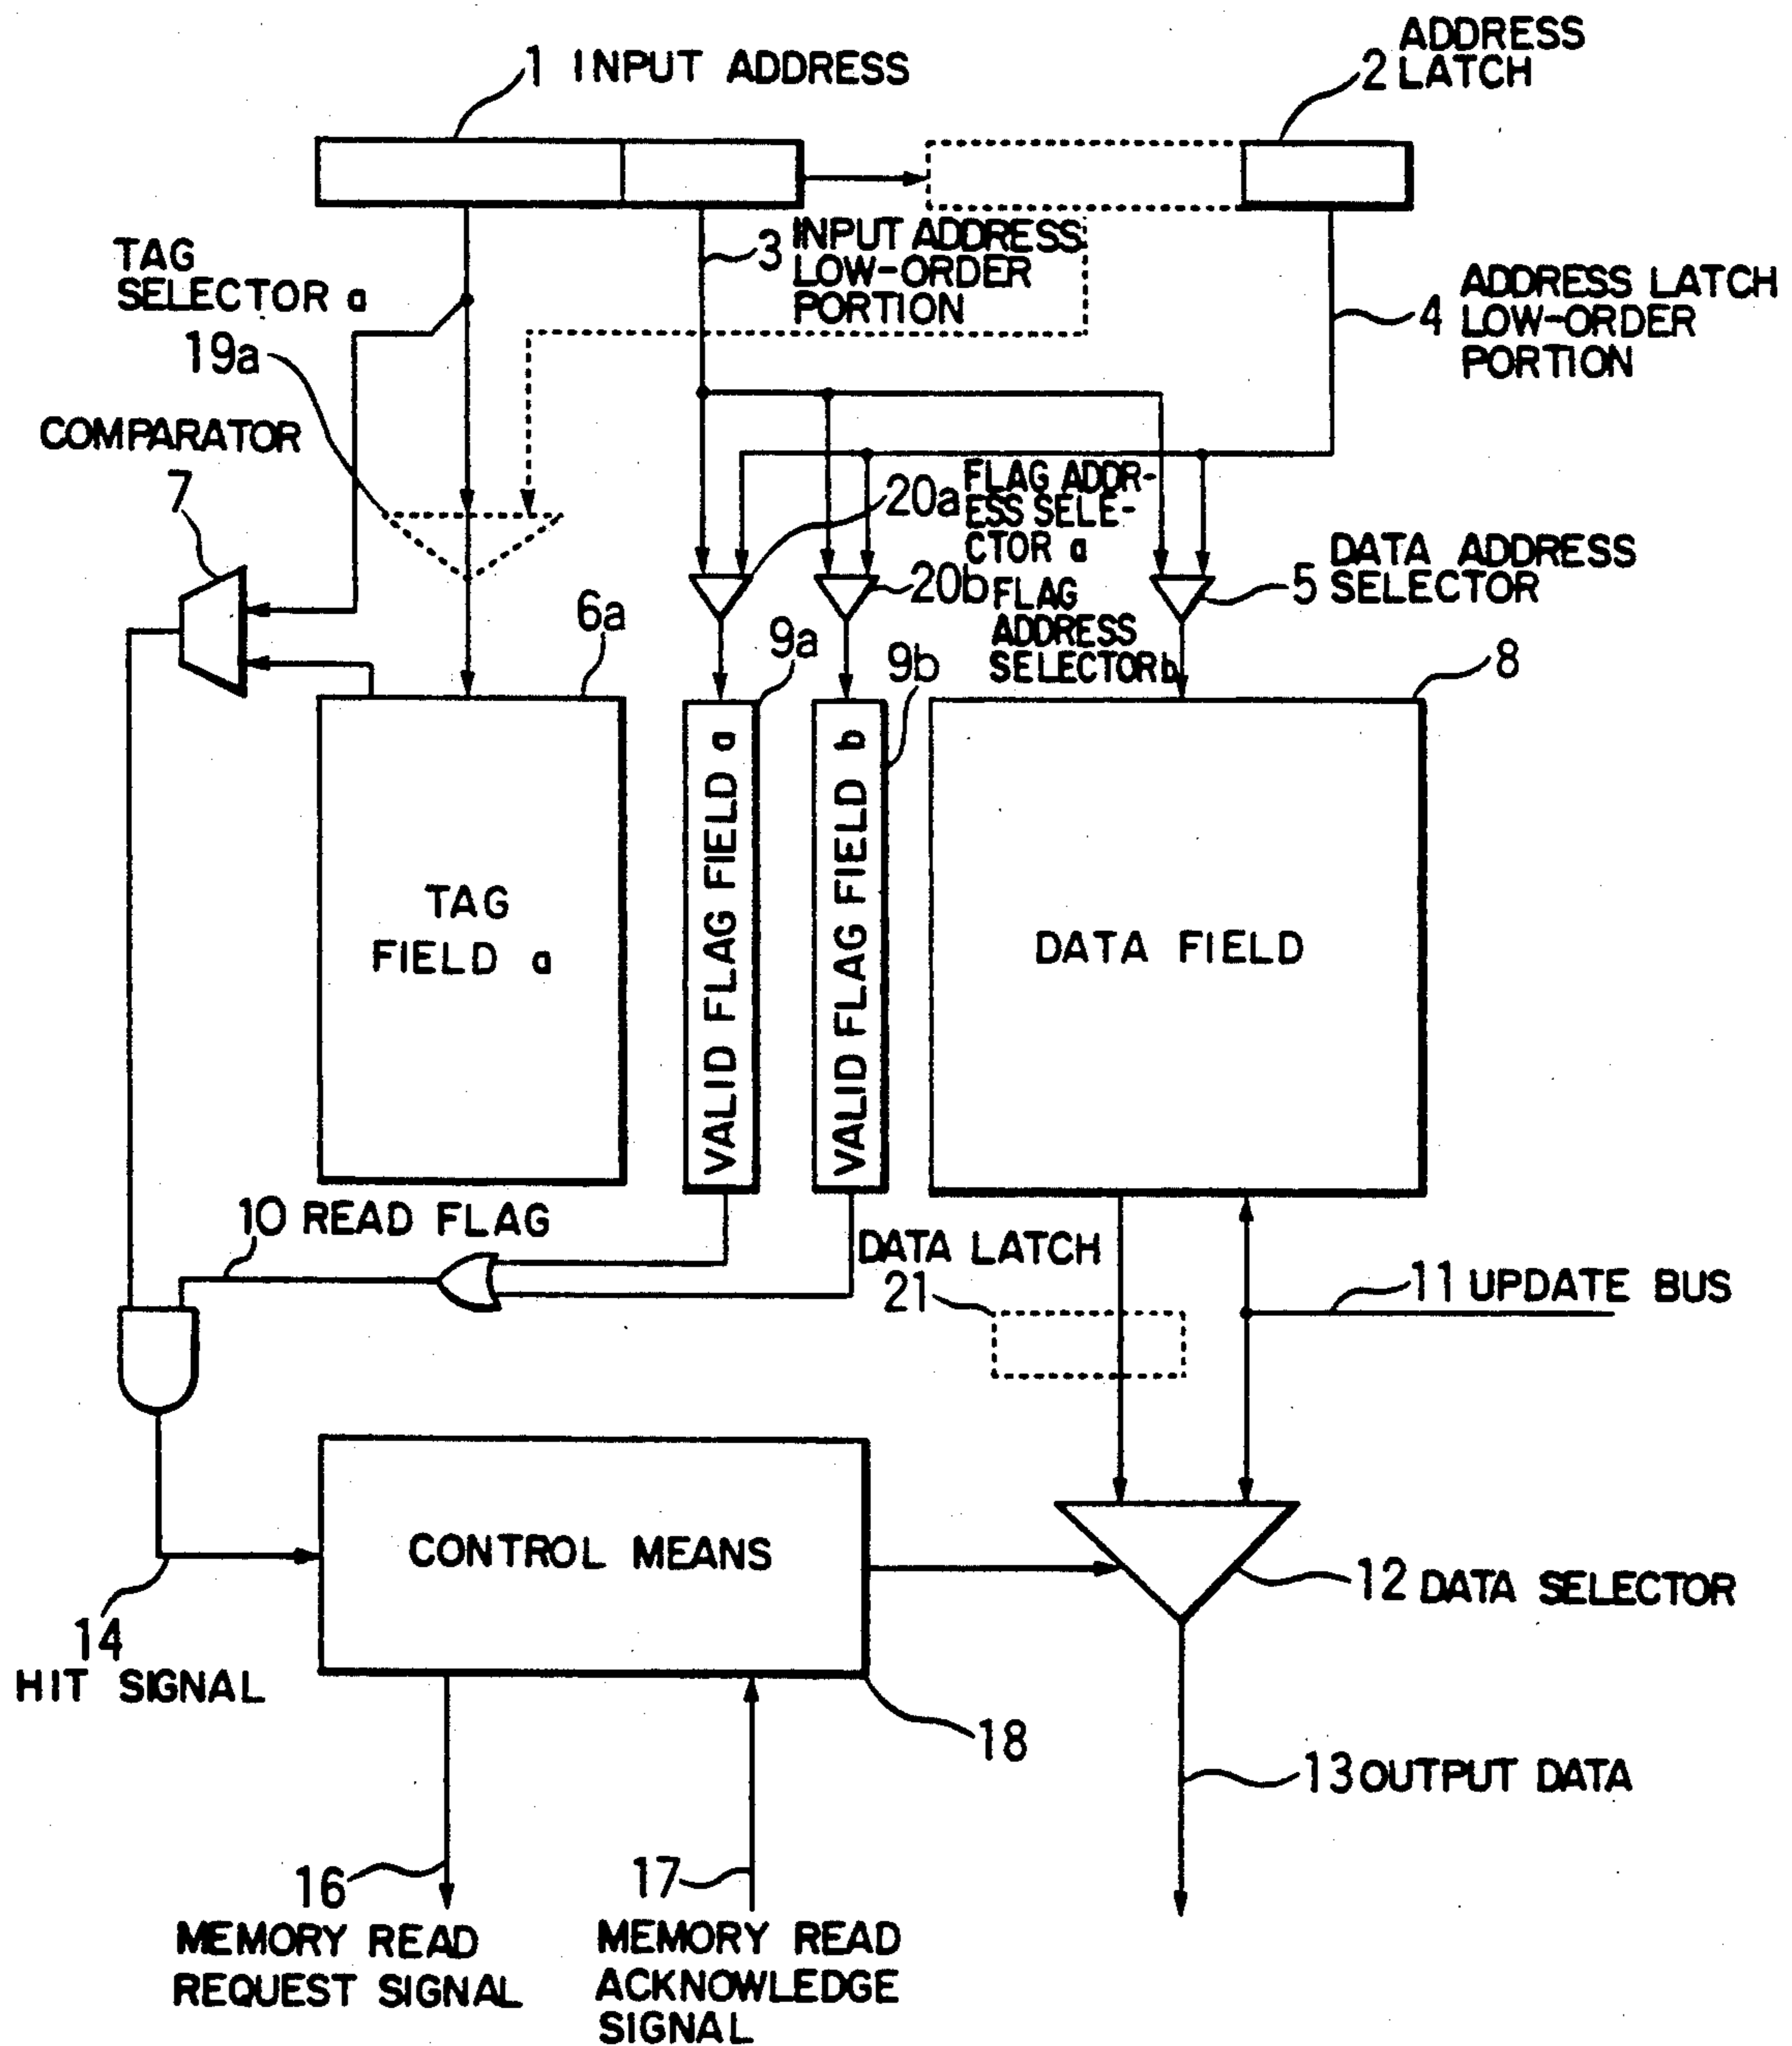 1 INPUT ADDRESS
2 ADDRESS
LATCH
3 INPUT ADDRESS
LOW-ORDER
PORTION
TAG
SELECTOR a
19a
4 ADDRESS LATCH
LOW-ORDER
PORTION
COMPARATOR
7
20a FLAG ADDR-
ESS SELE-
CTOR a
20b FLAG
ADDRESS
SELECTOR b
5 DATA ADDRESS
SELECTOR
6a
9a
9b
8
TAG
FIELD a
VALID FLAG FIELD a
VALID FLAG FIELD b
DATA FIELD
10 READ FLAG
DATA LATCH
21
11 UPDATE BUS
CONTROL MEANS
12 DATA SELECTOR
14
HIT SIGNAL
18
13 OUTPUT DATA
16
MEMORY READ
REQUEST SIGNAL
17
MEMORY READ
ACKNOWLEDGE
SIGNAL